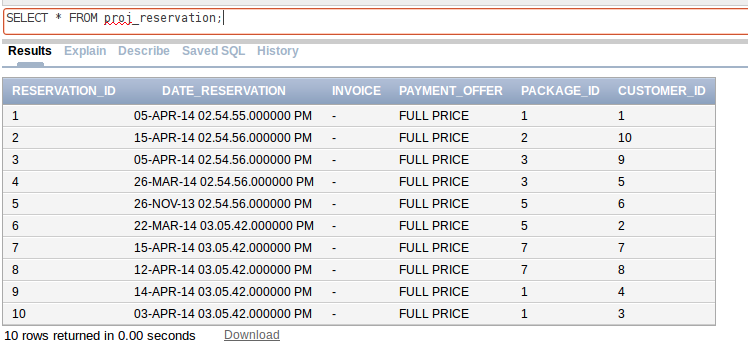 SELECT * FROM proj_reservation;
Results Explain Describe Saved SQL History
RESERVATION_ID DATE_RESERVATION INVOICE PAYMENT_OFFER PACKAGE_ID CUSTOMER_ID
1 05-APR-14 02.54.55.000000 PM - FULL PRICE 1 1
2 15-APR-14 02.54.56.000000 PM - FULL PRICE 2 10
3 05-APR-14 02.54.56.000000 PM - FULL PRICE 3 9
4 26-MAR-14 02.54.56.000000 PM - FULL PRICE 3 5
5 26-NOV-13 02.54.56.000000 PM - FULL PRICE 5 6
6 22-MAR-14 03.05.42.000000 PM - FULL PRICE 5 2
7 15-APR-14 03.05.42.000000 PM - FULL PRICE 7 7
8 12-APR-14 03.05.42.000000 PM - FULL PRICE 7 8
9 14-APR-14 03.05.42.000000 PM - FULL PRICE 1 4
10 03-APR-14 03.05.42.000000 PM - FULL PRICE 1 3
10 rows returned in 0.00 seconds Download